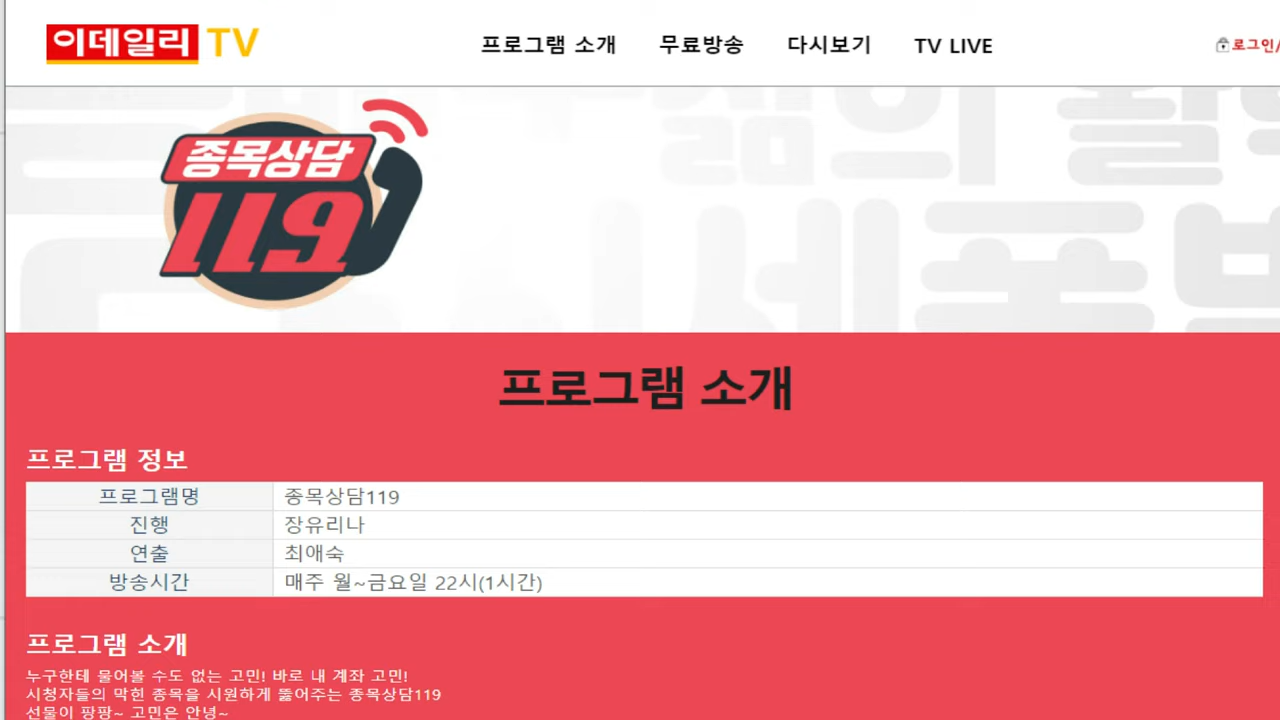 이데일리 TV
프로그램 소개 무료방송 다시보기 TV LIVE
로그인/
종목상담
119
프로그램 소개
프로그램 정보
프로그램명 종목상담119
진행 장유리나
연출 최애숙
방송시간 매주 월~금요일 22시(1시간)
프로그램 소개
누구한테 물어볼 수도 없는 고민! 바로 내 계좌 고민!
시청자들의 막힌 종목을 시원하게 뚫어주는 종목상담119
선물이 팡팡~ 고민은 안녕~